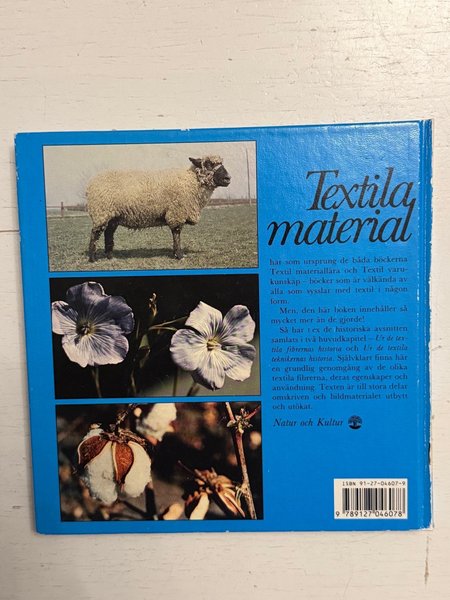 Textila
material
har som ursprung de båda böckerna
Textil materiallära och Textil varu-
kunskap – böcker som är välkända av
alla som sysslat med textil i någon
form.
Men, den här boken innehåller så
mycket mer än de gjorde!
Så har t ex de historiska avsnitten
samlats i två huvudkapitel – Ur de tex-
tila fibrernas historia och Ur de textila
teknikernas historia. Självklart finns här
en grundlig genomgång av de olika
textila fibrerna, deras egenskaper och
användning. Texten är till stora delar
omskriven och bildmaterialet utbytt
och utökat.
Natur och Kultur
ISBN 91-27-04607-9
9 789127 046078